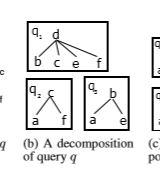 q₁ d
b c e f
q₂ c
a f
q₃ b
a e
c
f
q
(b) A decomposition
of query q
(c)
po